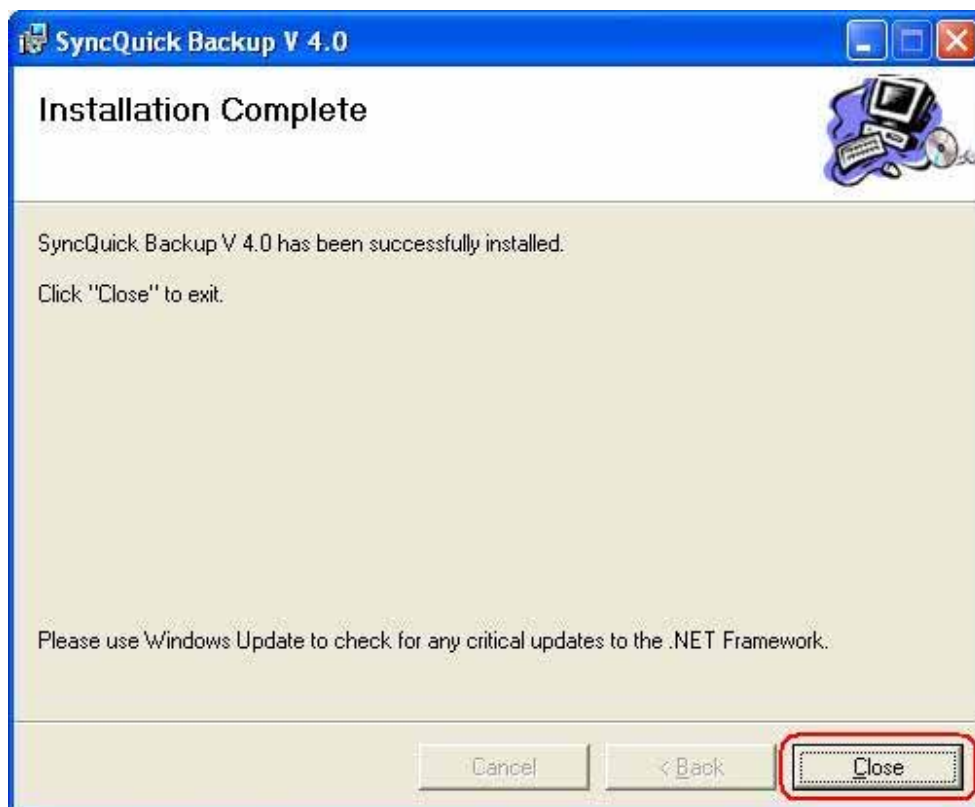 SyncQuick Backup V 4.0
Installation Complete
SyncQuick Backup V 4.0 has been successfully installed.
Click "Close" to exit.
Please use Windows Update to check for any critical updates to the .NET Framework.
Cancel
< Back
Close